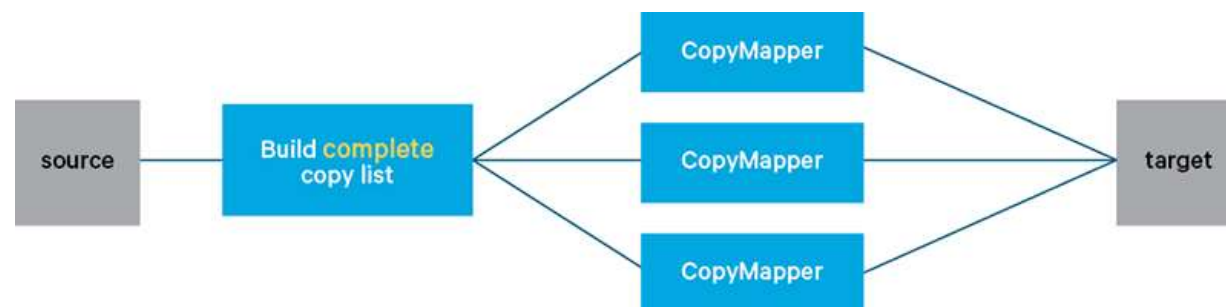 source
Build complete
copy list
CopyMapper
CopyMapper
CopyMapper
target